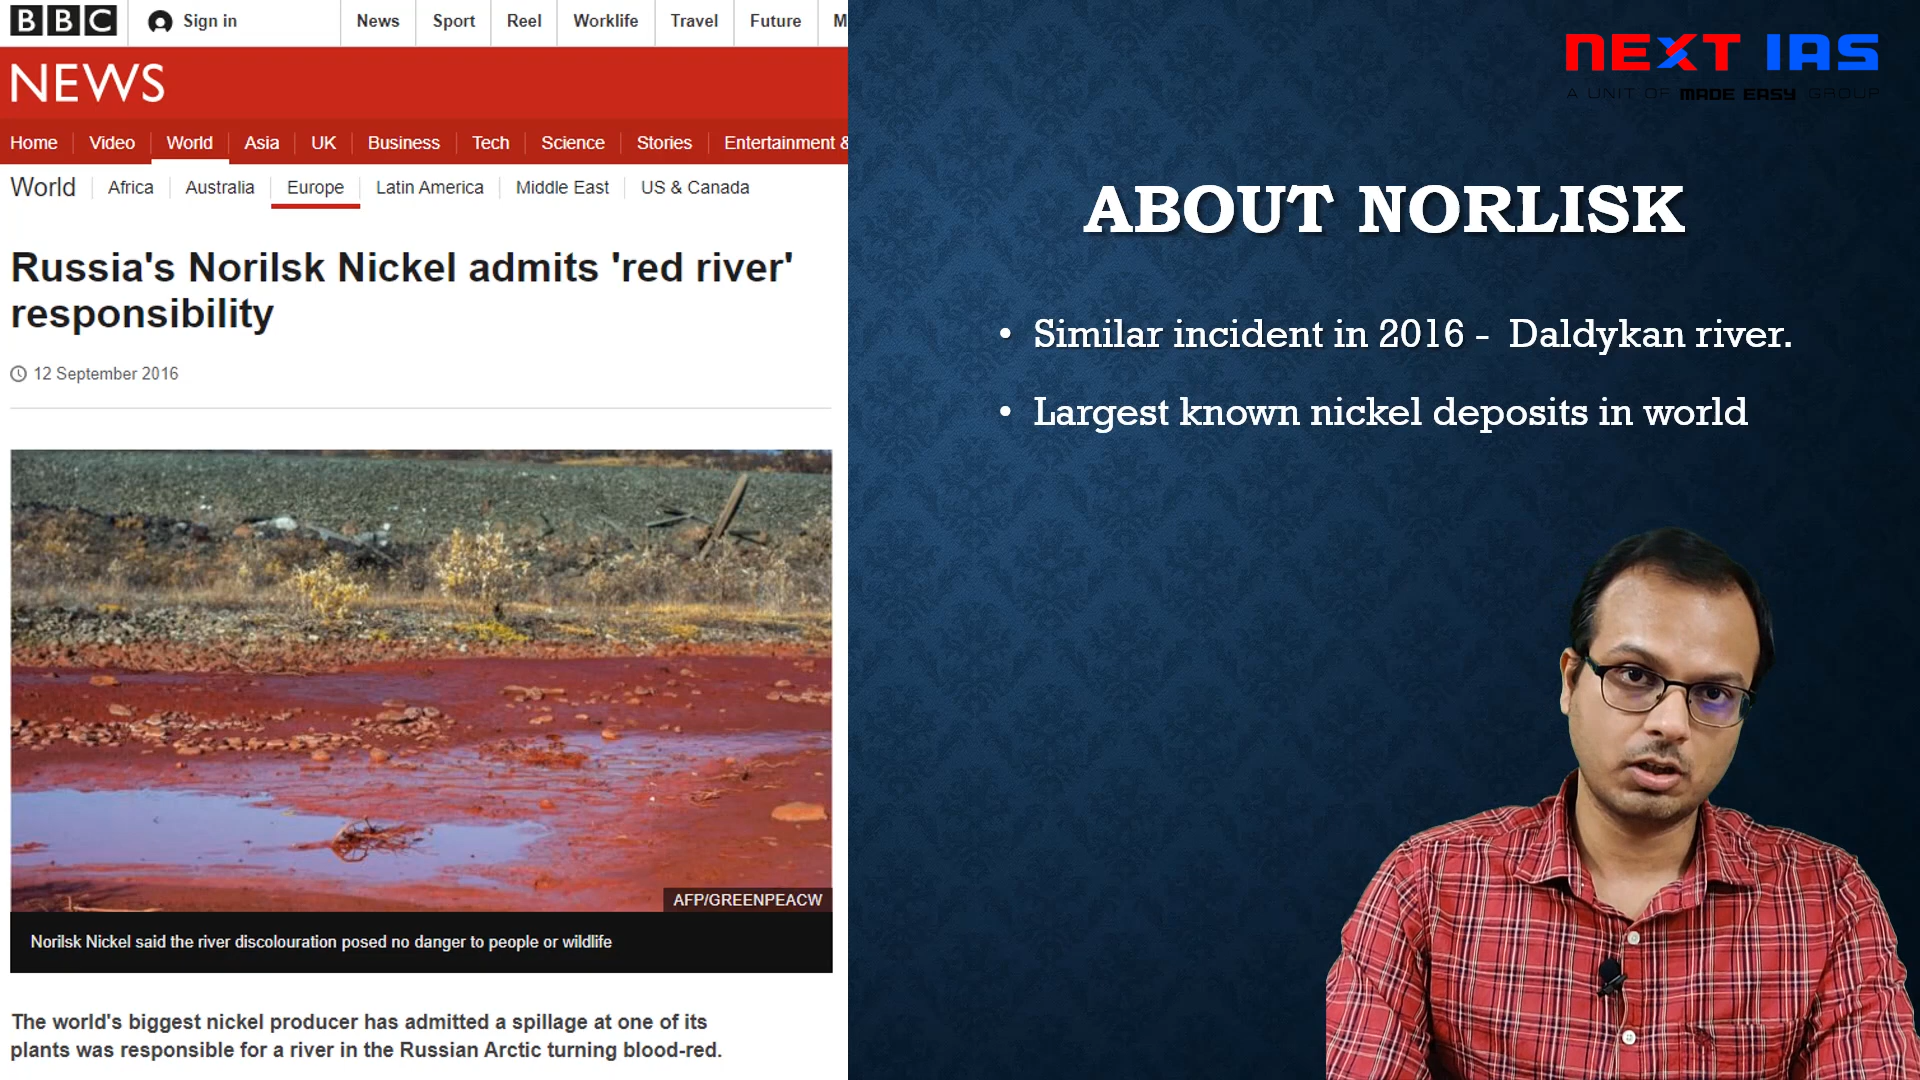 BBC Sign in News Sport Reel Worklife Travel Future M
NEWS
Home Video World Asia UK Business Tech Science Stories Entertainment &
World Africa Australia Europe Latin America Middle East US & Canada
Russia's Norilsk Nickel admits 'red river'
responsibility
12 September 2016
AFP/GREENPEACW
Norilsk Nickel said the river discolouration posed no danger to people or wildlife
The world's biggest nickel producer has admitted a spillage at one of its
plants was responsible for a river in the Russian Arctic turning blood-red.
NEXT IAS
A UNIT OF MADE EASY GROUP
ABOUT NORLISK
• Similar incident in 2016 - Daldykan river.
• Largest known nickel deposits in world